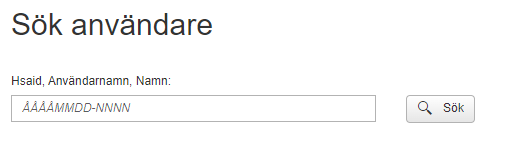 Sök användare
Hsaid, Användarnamn, Namn:
ÅÅÅÅMMDD-NNNN
Sök